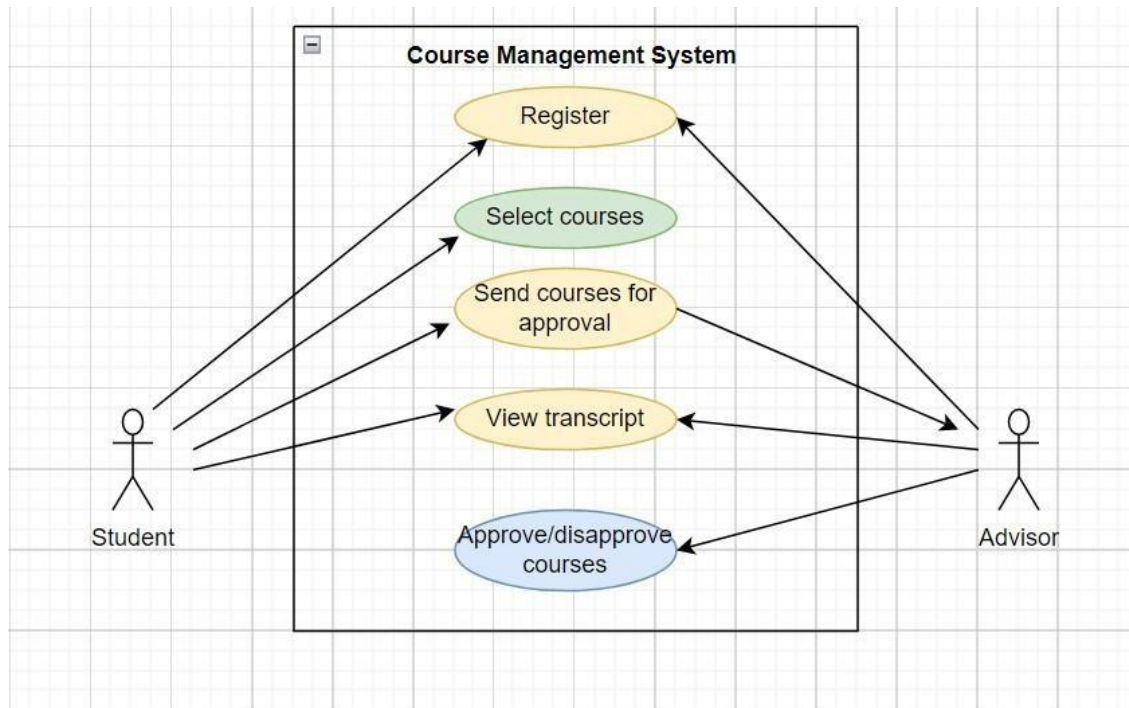 Course Management System
Register
Select courses
Send courses for
approval
View transcript
Approve/disapprove
courses
Student
Advisor